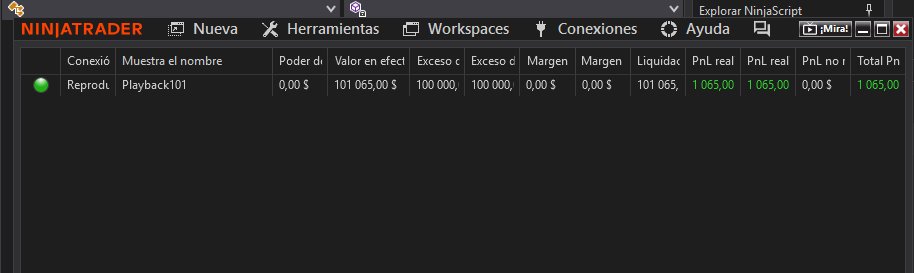 Explorar NinjaScript
NINJATRADER Nueva Herramientas Workspaces Conexiones Ayuda ¡Mira!
Conexió Muestra el nombre Poder de Valor en efect Exceso d Exceso d Margen Margen Liquidac PnL real PnL real PnL no r Total Pn
Reprodu Playback101 0,00 $ 101 065,00 $ 100 000,0 100 000,0 0,00 $ 0,00 $ 101 065, 1 065,00 1 065,00 0,00 $ 1 065,00